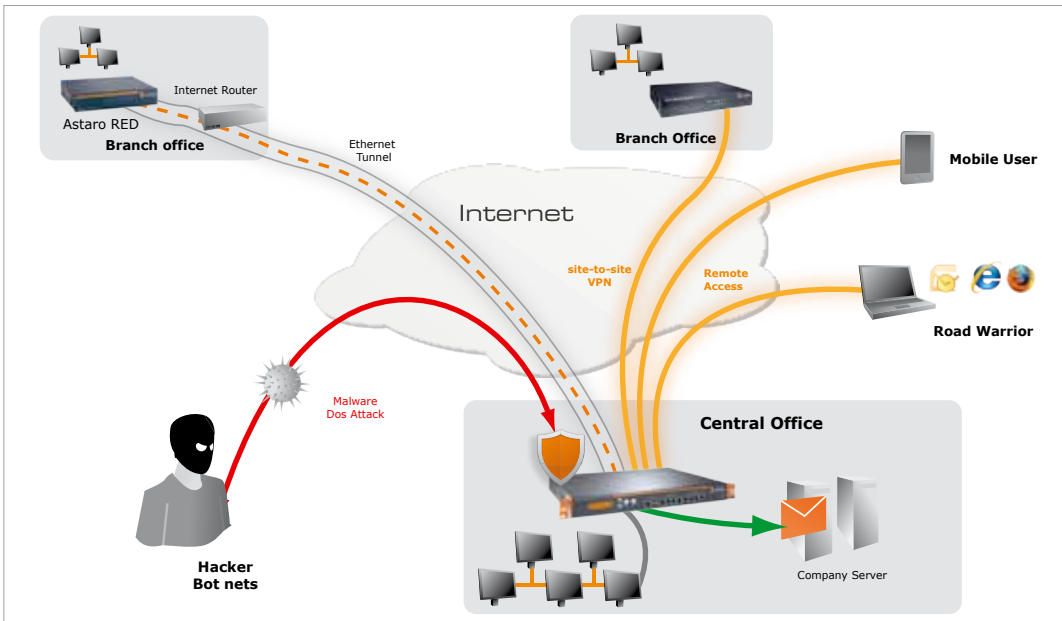 Internet Router
Astaro RED
Branch office
Ethernet
Tunnel
Branch Office
Mobile User
Internet
site-to-site
VPN
Remote
Access
Road Warrior
Malware
Dos Attack
Central Office
Hacker
Bot nets
Company Server